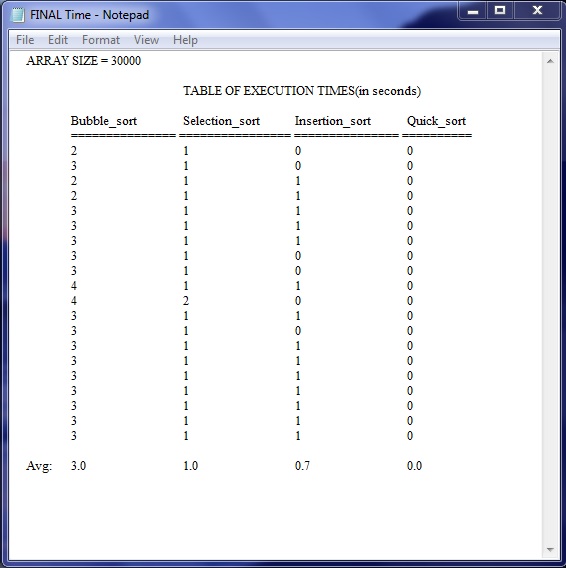 FINAL Time - Notepad
File Edit Format View Help
ARRAY SIZE = 30000
TABLE OF EXECUTION TIMES(in seconds)
Bubble_sort Selection_sort Insertion_sort Quick_sort
=============== ================ =============== ==========
2 1 0 0
3 1 0 0
2 1 1 0
2 1 1 0
3 1 1 0
3 1 1 0
3 1 1 0
3 1 0 0
3 1 0 0
4 1 1 0
4 2 0 0
3 1 1 0
3 1 0 0
3 1 1 0
3 1 1 0
3 1 1 0
3 1 1 0
3 1 1 0
3 1 1 0
3 1 1 0
Avg: 3.0 1.0 0.7 0.0